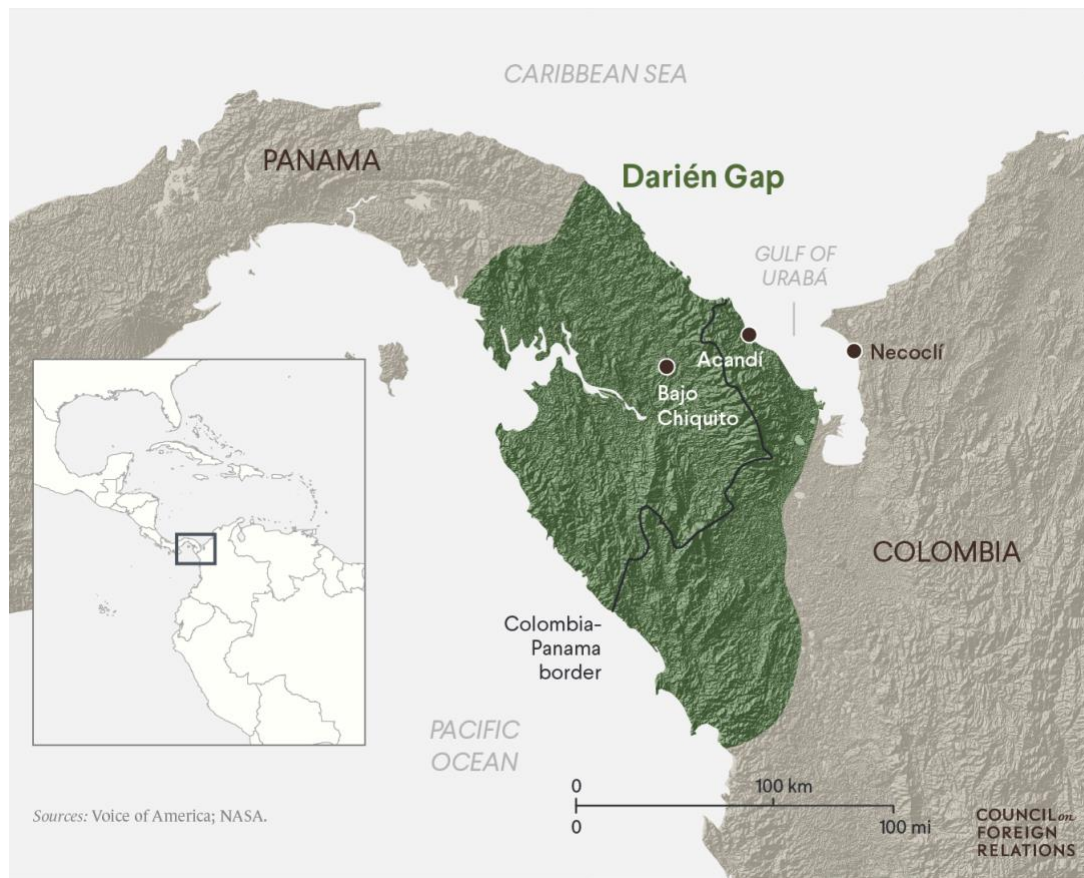 CARIBBEAN SEA
PANAMA
Darién Gap
GULF OF
URABÁ
Acandí
Necoclí
Bajo
Chiquito
COLOMBIA
Colombia-
Panama
border
PACIFIC
OCEAN
0 100 km
0 100 mi
Sources: Voice of America; NASA.
COUNCIL on
FOREIGN
RELATIONS